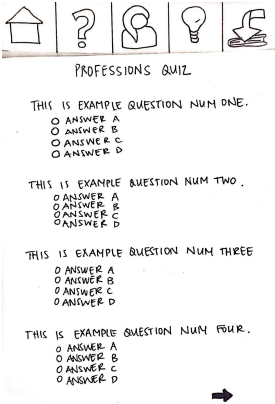 PROFESSIONS QUIZ
THIS IS EXAMPLE QUESTION NUM ONE.
O ANSWER A
O ANSWER B
O ANSWER C
O ANSWER D
THIS IS EXAMPLE QUESTION NUM TWO.
O ANSWER A
O ANSWER B
O ANSWER C
O ANSWER D
THIS IS EXAMPLE QUESTION NUM THREE
O ANSWER A
O ANSWER B
O ANSWER C
O ANSWER D
THIS IS EXAMPLE QUESTION NUM FOUR.
O ANSWER A
O ANSWER B
O ANSWER C
O ANSWER D